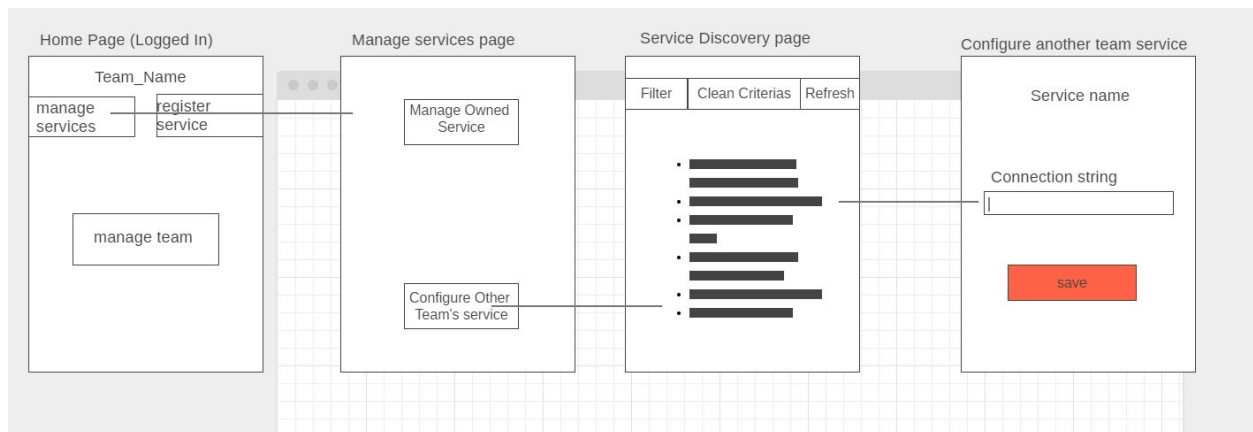 Home Page (Logged In)
Team_Name
manage
services
register
service
manage team
Manage services page
Manage Owned
Service
Configure Other
Team's service
Service Discovery page
Filter
Clean Criterias
Refresh
Configure another team service
Service name
Connection string
save